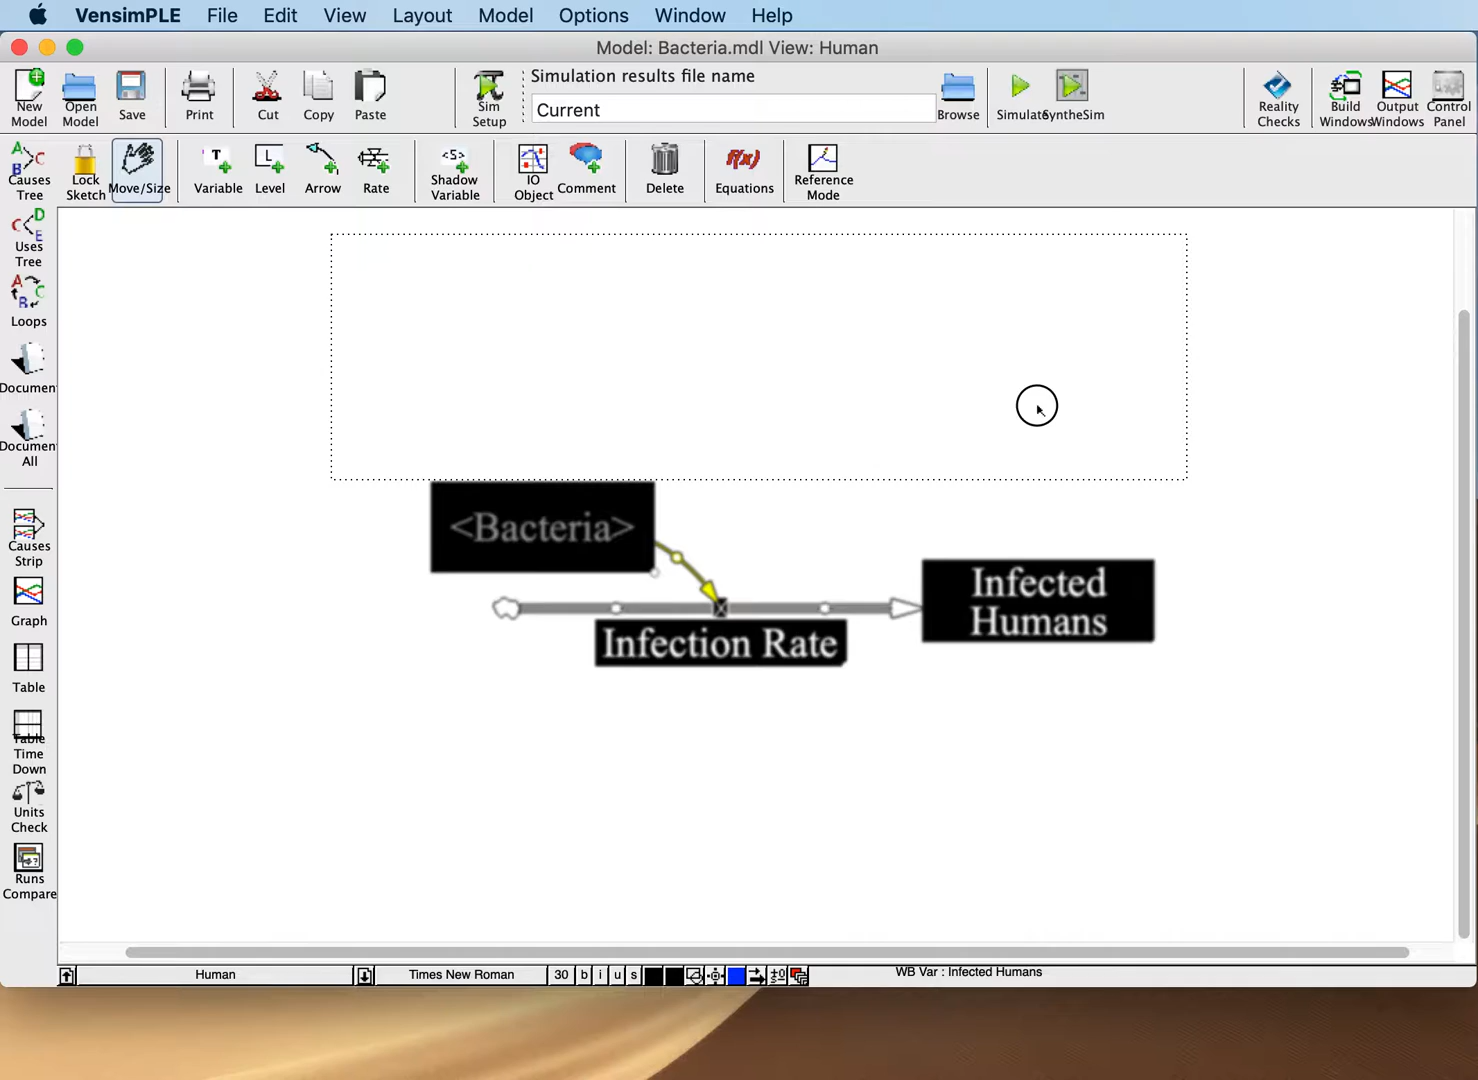 VensimPLE File Edit View Layout Model Options Window Help
Model: Bacteria.mdl View: Human
New Model
Open Model
Save
Print
Cut
Copy
Paste
Sim Setup
Simulation results file name
Current
Browse
Simulate
SyntheSim
Reality Checks
Build Windows
Output Windows
Control Panel
Causes Tree
Lock Sketch
Move/Size
Variable
Level
Arrow
Rate
Shadow Variable
IO Object
Comment
Delete
Equations
Reference Mode
Uses Tree
Loops
Documen
Documen All
Causes Strip
Graph
Table
Table Time Down
Units Check
Runs Compare
<Bacteria>
Infection Rate
Infected
Humans
Human
Times New Roman
30
b i u s
WB Var : Infected Humans